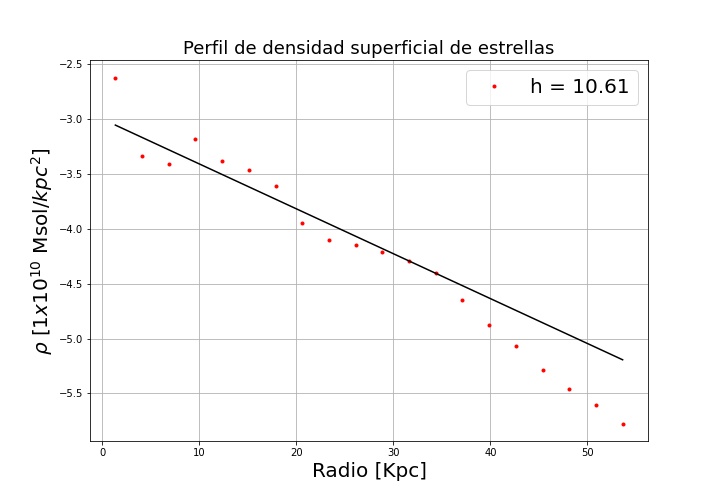 Perfil de densidad superficial de estrellas
h = 10.61
ρ [1x10^10 Msol/kpc^2]
−2.5
−3.0
−3.5
−4.0
−4.5
−5.0
−5.5
0 10 20 30 40 50
Radio [Kpc]